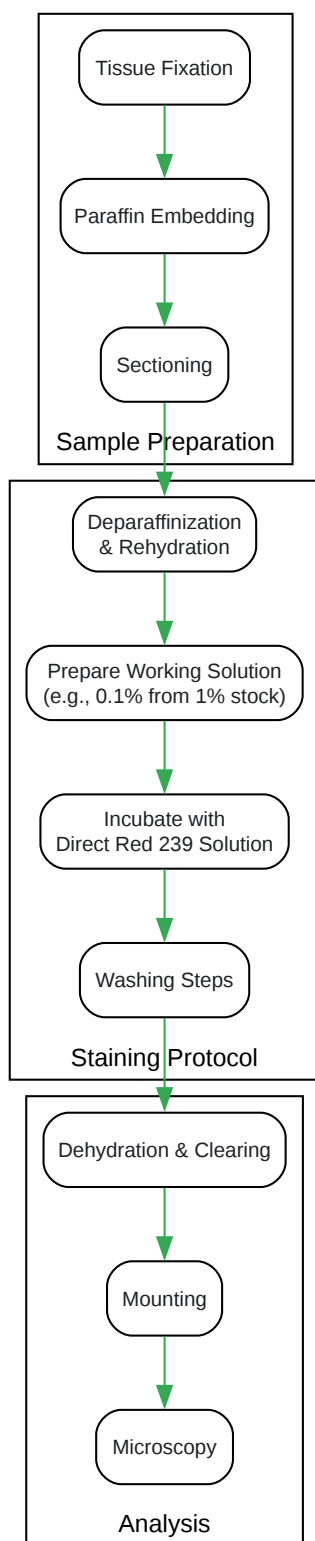 Tissue Fixation
Paraffin Embedding
Sectioning
Sample Preparation
Deparaffinization
& Rehydration
Prepare Working Solution
(e.g., 0.1% from 1% stock)
Incubate with
Direct Red 239 Solution
Washing Steps
Staining Protocol
Dehydration & Clearing
Mounting
Microscopy
Analysis